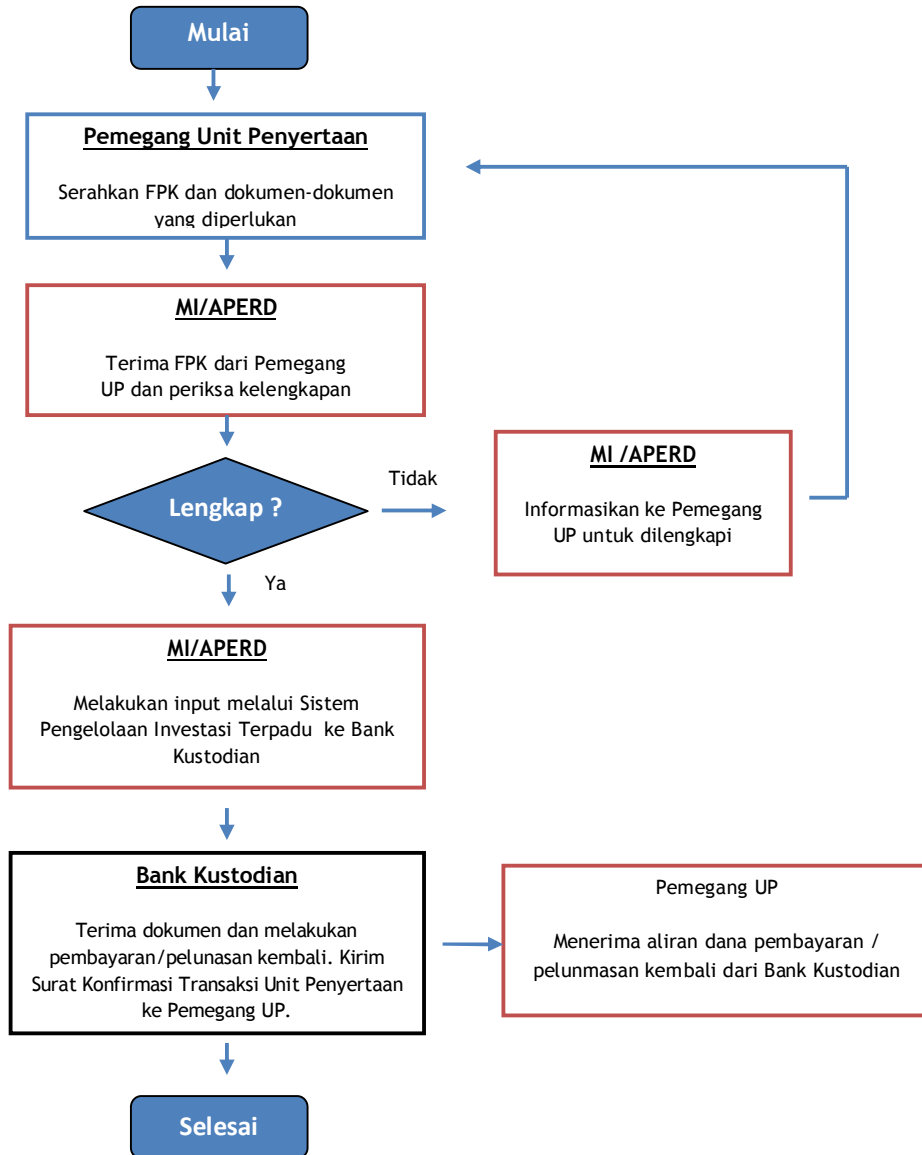 Mulai
Pemegang Unit Penyertaan
Serahkan FPK dan dokumen-dokumen
yang diperlukan
MI/APERD
Terima FPK dari Pemegang
UP dan periksa kelengkapan
Lengkap ?
Tidak
MI /APERD
Informasikan ke Pemegang
UP untuk dilengkapi
Ya
MI/APERD
Melakukan input melalui Sistem
Pengelolaan Investasi Terpadu ke Bank
Kustodian
Bank Kustodian
Terima dokumen dan melakukan
pembayaran/pelunasan kembali. Kirim
Surat Konfirmasi Transaksi Unit Penyertaan
ke Pemegang UP.
Pemegang UP
Menerima aliran dana pembayaran /
pelunmasan kembali dari Bank Kustodian
Selesai